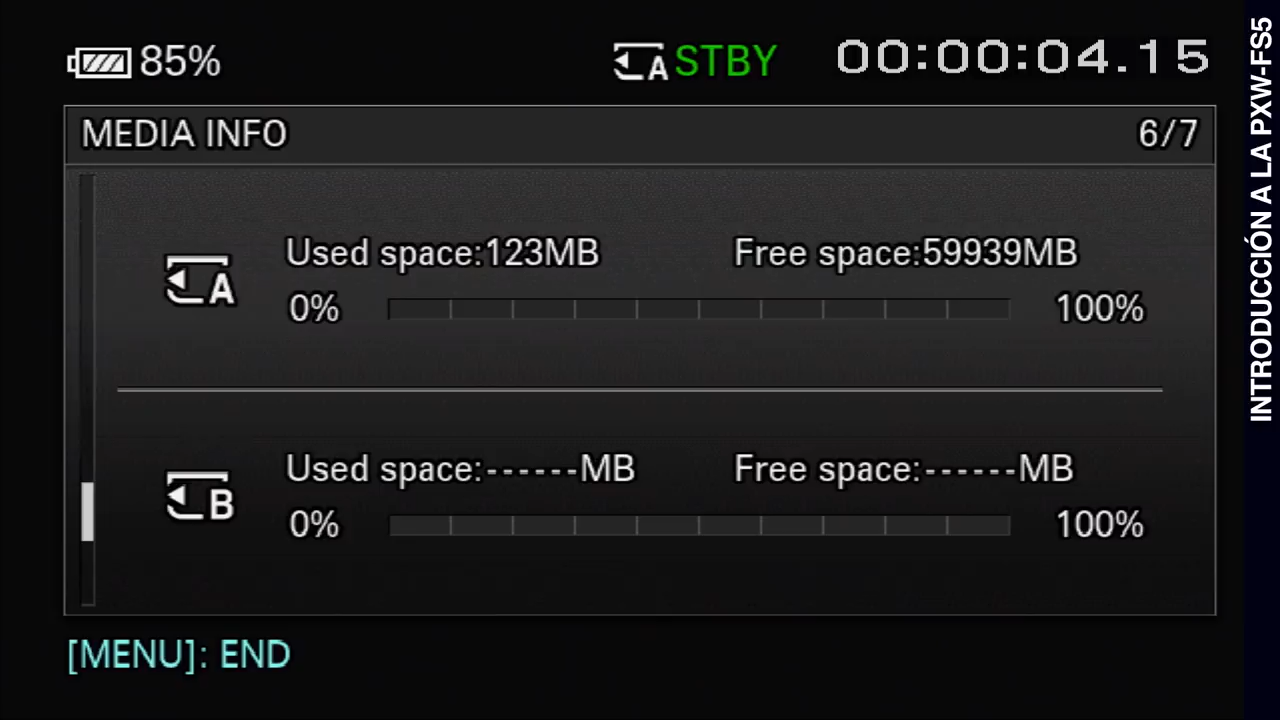 85%
A STBY 00:00:04.15
MEDIA INFO 6/7
A Used space:123MB Free space:59939MB
0% 100%
B Used space:------MB Free space:------MB
0% 100%
[MENU]: END
INTRODUCCIÓN A LA PXW-FS5